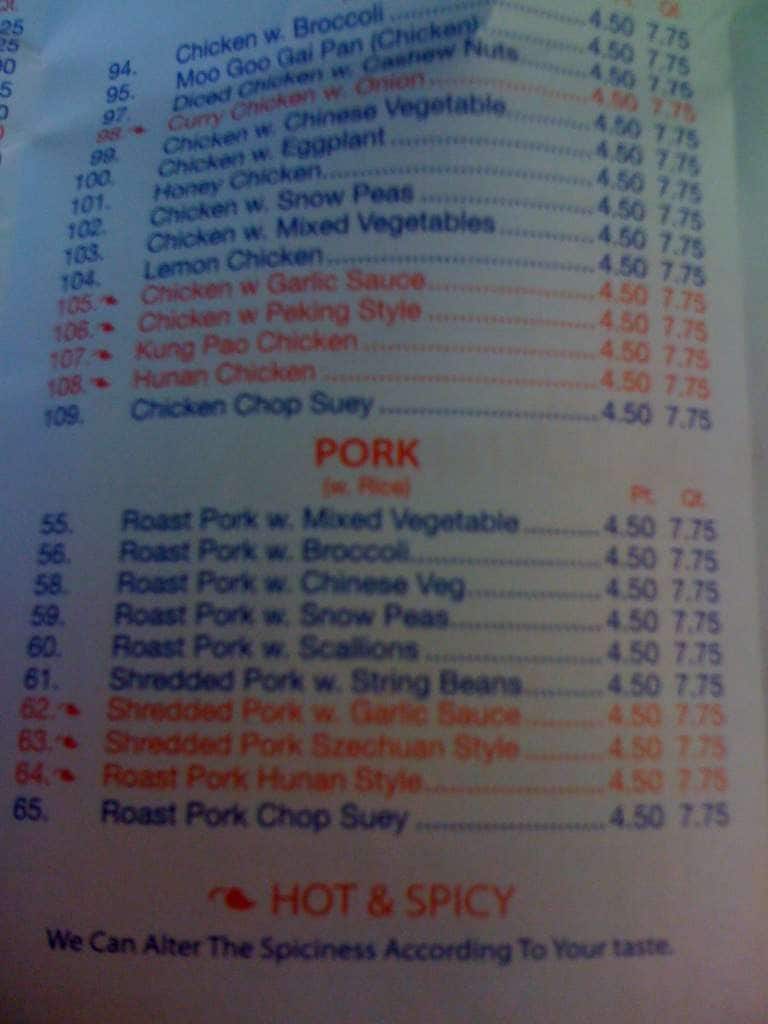 Pt. Qt.
94. Chicken w. Broccoli 4.50 7.75
95. Moo Goo Gai Pan (Chicken) 4.50 7.75
97. Diced Chicken w. Cashew Nuts 4.50 7.75
98. Curry Chicken w. Onion 4.50 7.75
99. Chicken w. Chinese Vegetable 4.50 7.75
100. Chicken w. Eggplant 4.50 7.75
101. Honey Chicken 4.50 7.75
102. Chicken w. Snow Peas 4.50 7.75
103. Chicken w. Mixed Vegetables 4.50 7.75
104. Lemon Chicken 4.50 7.75
105. Chicken w Garlic Sauce 4.50 7.75
106. Chicken w Peking Style 4.50 7.75
107. Kung Pao Chicken 4.50 7.75
108. Hunan Chicken 4.50 7.75
109. Chicken Chop Suey 4.50 7.75
PORK
(w. Rice) Pt. Qt.
55. Roast Pork w. Mixed Vegetable 4.50 7.75
56. Roast Pork w. Broccoli 4.50 7.75
58. Roast Pork w. Chinese Veg 4.50 7.75
59. Roast Pork w. Snow Peas 4.50 7.75
60. Roast Pork w. Scallions 4.50 7.75
61. Shredded Pork w. String Beans 4.50 7.75
62. Shredded Pork w. Garlic Sauce 4.50 7.75
63. Shredded Pork Szechuan Style 4.50 7.75
64. Roast Pork Hunan Style 4.50 7.75
65. Roast Pork Chop Suey 4.50 7.75
HOT & SPICY
We Can Alter The Spiciness According To Your taste.